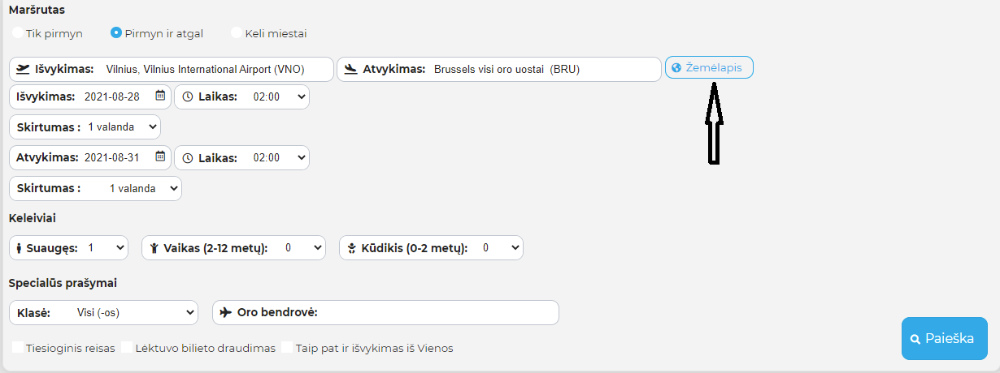 Maršrutas
Tik pirmyn Pirmyn ir atgal Keli miestai
Išvykimas: Vilnius, Vilnius International Airport (VNO) Atvykimas: Brussels visi oro uostai (BRU) Žemėlapis
Išvykimas: 2021-08-28 Laikas: 02:00
Skirtumas : 1 valanda
Atvykimas: 2021-08-31 Laikas: 02:00
Skirtumas : 1 valanda
Keleiviai
Suaugęs: 1 Vaikas (2-12 metų): 0 Kūdikis (0-2 metų): 0
Specialūs prašymai
Klasė: Visi (-os) Oro bendrovė:
Paieška
Tiesioginis reisas Lėktuvo bilieto draudimas Taip pat ir išvykimas iš Vienos